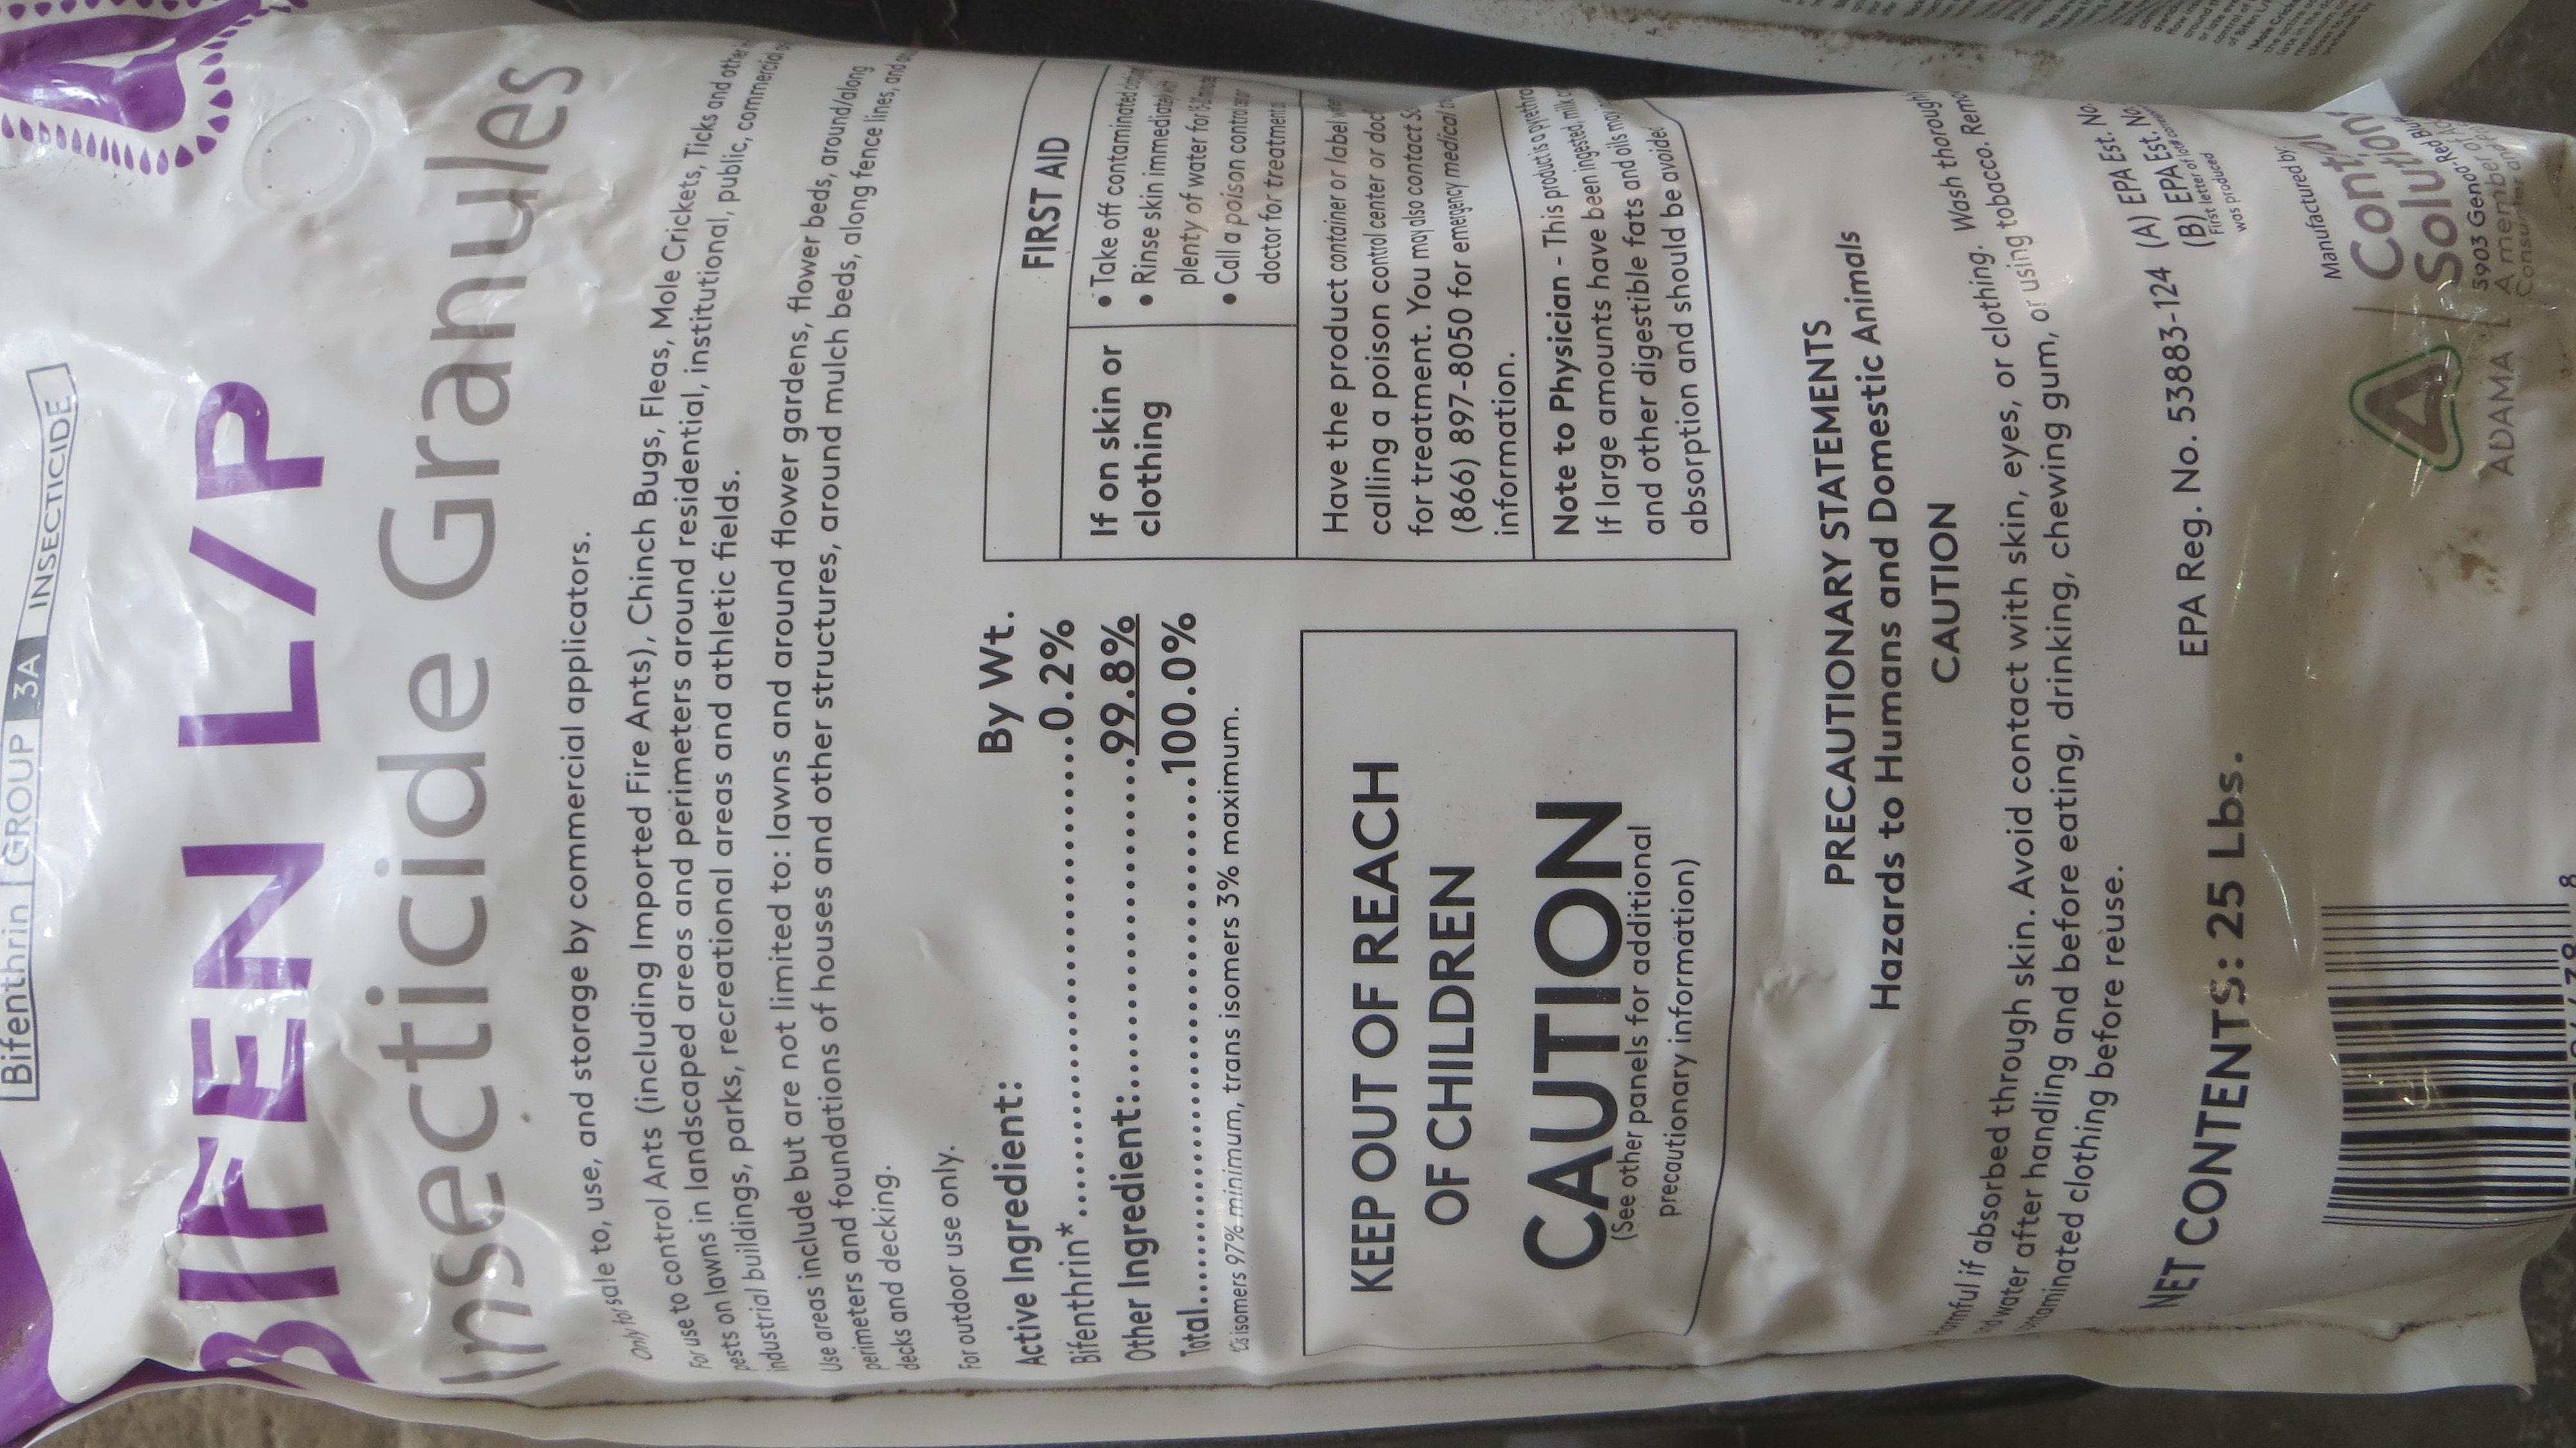 Bifenthrin GROUP 3A INSECTICIDE
BIFEN L/P
Insecticide Granules
Only for sale to, use, and storage by commercial applicators.
For use to control Ants (including Imported Fire Ants), Chinch Bugs, Fleas, Mole Crickets, Ticks and other
pests on lawns in landscaped areas and perimeters around residential, institutional, public, commercial
industrial buildings, parks, recreational areas and athletic fields.
Use areas include but are not limited to: lawns and around flower gardens, flower beds, around/along
perimeters and foundations of houses and other structures, around mulch beds, along fence lines, and
decks and decking.
For outdoor use only.
Active Ingredient: By Wt.
Bifenthrin*..............................0.2%
Other Ingredient:....................99.8%
Total......................................100.0%
*Cis isomers 97% minimum, trans isomers 3% maximum.
KEEP OUT OF REACH
OF CHILDREN
CAUTION
(See other panels for additional
precautionary information)
FIRST AID
If on skin or
clothing
• Take off contaminated
• Rinse skin immediately with
plenty of water for
• Call a poison control
doctor for treatment
Have the product container or label
calling a poison control center or
for treatment. You may also contact
(866) 897-8050 for emergency medical
information.
Note to Physician - This product is a
If large amounts have been ingested, milk
and other digestible fats and oils may
absorption and should be avoided
PRECAUTIONARY STATEMENTS
Hazards to Humans and Domestic Animals
CAUTION
Harmful if absorbed through skin. Avoid contact with skin, eyes, or clothing. Wash thoroughly
water after handling and before eating, drinking, chewing gum, or using tobacco.
contaminated clothing before reuse.
NET CONTENTS: 25 Lbs.
EPA Reg. No. 53883-124
(A) EPA Est. No.
(B) EPA Est. No.
First letter of lot
was produced
Manufactured by
Control
Solutions
5903 Genoa-Red Bluff
A member of
ADAMA